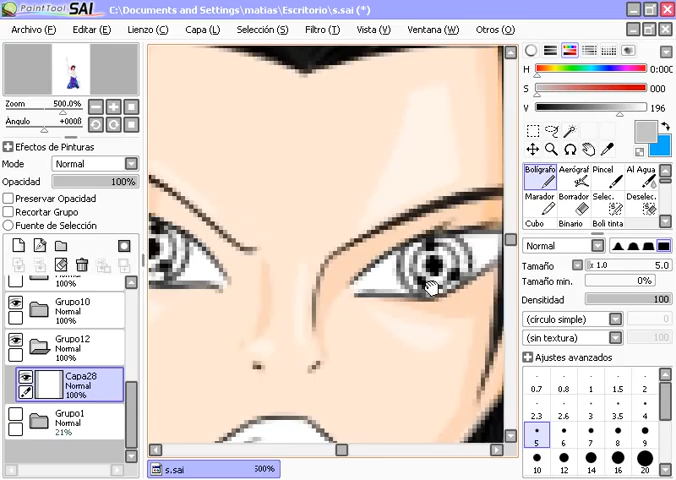 PaintTool SAI C:\Documents and Settings\matias\Escritorio\s.sai (*)
Archivo (F) Editar (E) Lienzo (C) Capa (L) Selección (S) Filtro (T) Vista (V) Ventana (W) Otros (O)
Zoom 500.0%
Ángulo +000ß
Efectos de Pinturas
Mode Normal
Opacidad 100%
Preservar Opacidad
Recortar Grupo
Fuente de Selección
100%
Grupo10
Normal
100%
Grupo12
Normal
100%
Capa28
Normal
100%
Grupo1
Normal
21%
s.sai 500%
H 0:000
S 000
V 196
Bolígrafo Aerógrf Pincel Al Agua
Marador Borrador Selec. Deselec.
Cubo Binario Boli tinta
Normal
Tamaño x 1.0 5.0
Tamaño min. 0%
Densitidad 100
(círculo simple) 0
(sin textura) 100
Ajustes avanzados
0.7 0.8 1 1.5 2
2.3 2.6 3 3.5 4
5 6 7 8 9
10 12 14 16 20